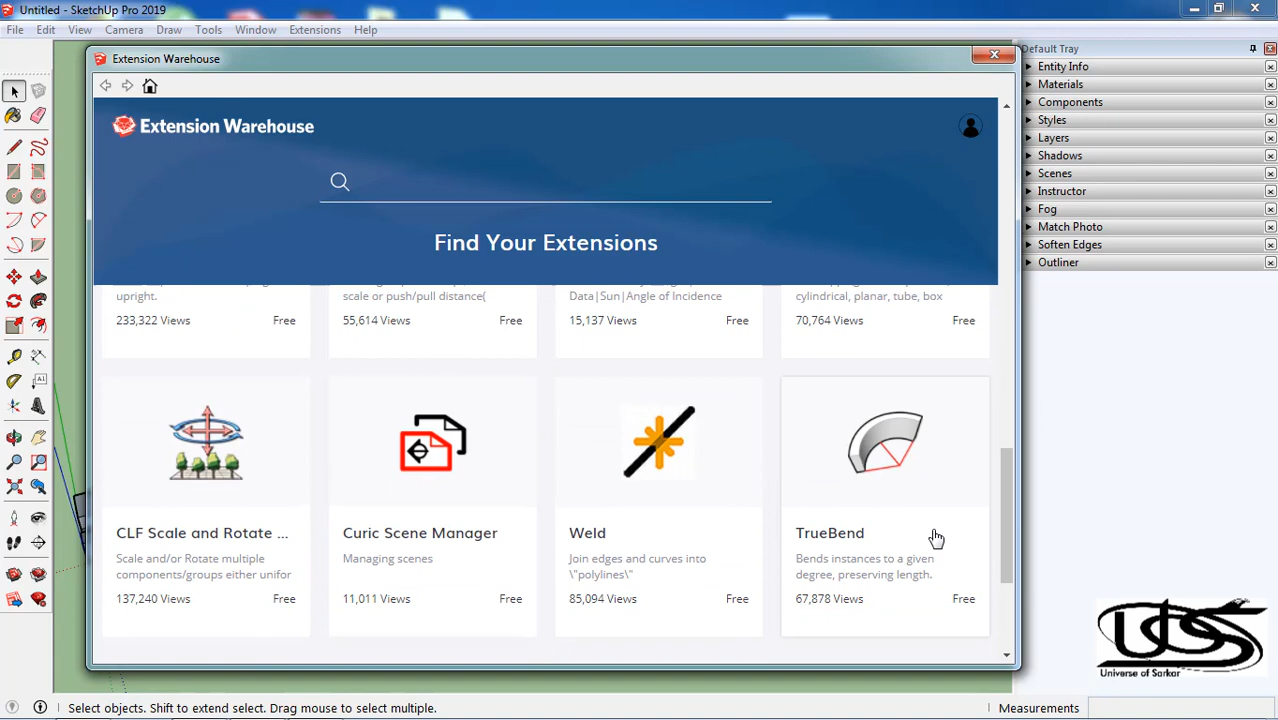 Untitled - SketchUp Pro 2019
File Edit View Camera Draw Tools Window Extensions Help
Extension Warehouse
Extension Warehouse
Find Your Extensions
upright.
scale or push/pull distance(
Data|Sun|Angle of Incidence
cylindrical, planar, tube, box
233,322 Views Free
55,614 Views Free
15,137 Views Free
70,764 Views Free
CLF Scale and Rotate ...
Scale and/or Rotate multiple
components/groups either unifor
137,240 Views Free
Curic Scene Manager
Managing scenes
11,011 Views Free
Weld
Join edges and curves into
\"polylines\"
85,094 Views Free
TrueBend
Bends instances to a given
degree, preserving length.
67,878 Views Free
Default Tray
Entity Info
Materials
Components
Styles
Layers
Shadows
Scenes
Instructor
Fog
Match Photo
Soften Edges
Outliner
UOS
Universe of Sarkar
Select objects. Shift to extend select. Drag mouse to select multiple.
Measurements